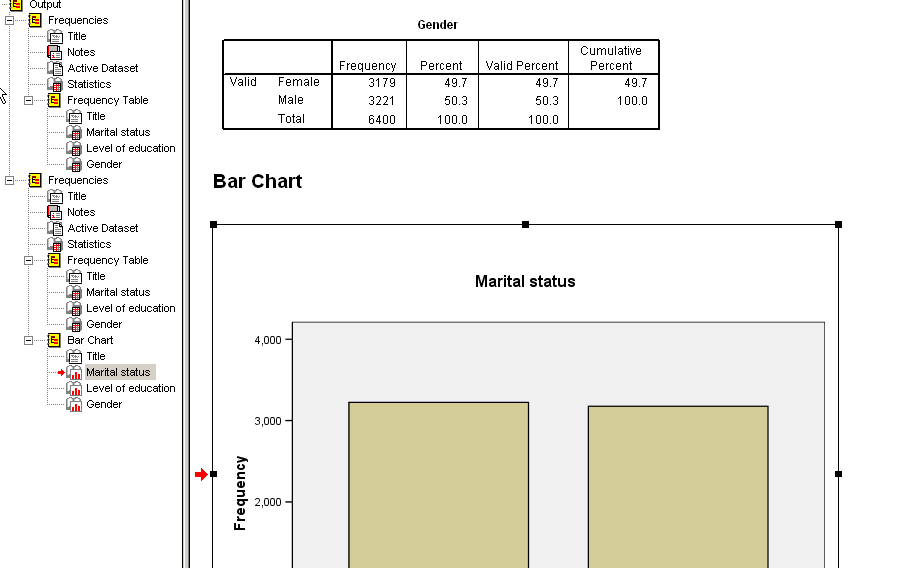 Output
Frequencies
Title
Notes
Active Dataset
Statistics
Frequency Table
Title
Marital status
Level of education
Gender
Frequencies
Title
Notes
Active Dataset
Statistics
Frequency Table
Title
Marital status
Level of education
Gender
Bar Chart
Title
Marital status
Level of education
Gender
Gender
Frequency Percent Valid Percent Cumulative Percent
Valid Female 3179 49.7 49.7 49.7
Male 3221 50.3 50.3 100.0
Total 6400 100.0 100.0
Bar Chart
Marital status
4,000
3,000
2,000
Frequency